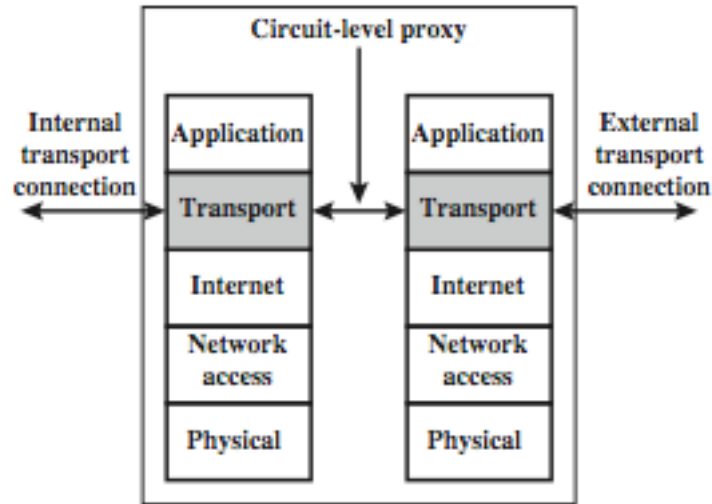 Circuit-level proxy
Internal
transport
connection
Application
Transport
Internet
Network
access
Physical
Application
Transport
Internet
Network
access
Physical
External
transport
connection